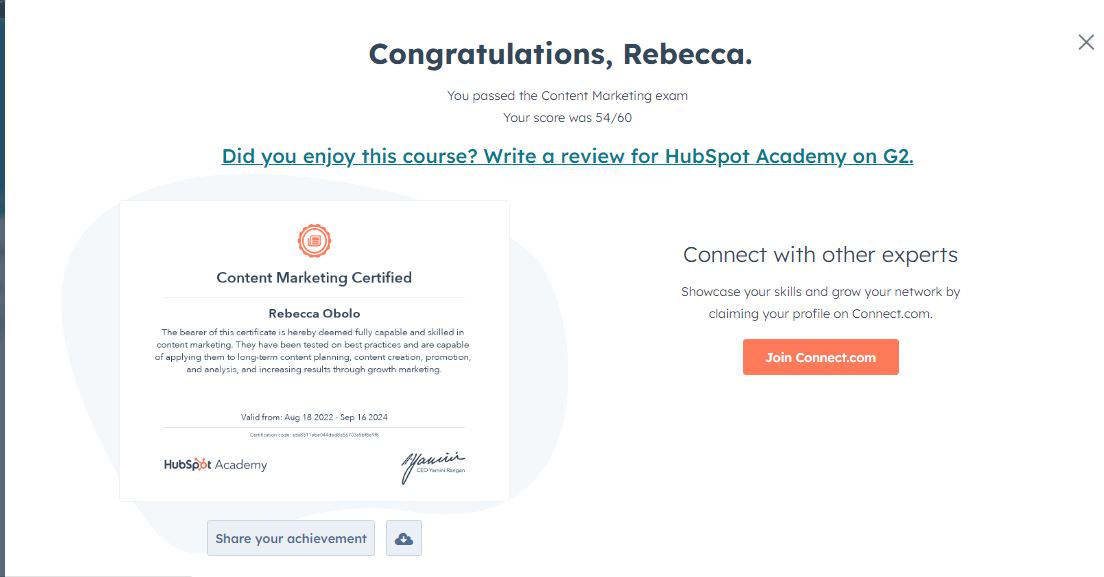 Congratulations, Rebecca.
You passed the Content Marketing exam
Your score was 54/60
Did you enjoy this course? Write a review for HubSpot Academy on G2.
Content Marketing Certified
Rebecca Obolo
The bearer of this certificate is hereby deemed fully capable and skilled in
content marketing. They have been tested on best practices and are capable
of applying them to long-term content planning, content creation, promotion,
and analysis, and increasing results through growth marketing.
Valid from: Aug 18 2022 - Sep 16 2024
Certification code:
HubSpot Academy
CEO Yamini Rangan
Share your achievement
Connect with other experts
Showcase your skills and grow your network by
claiming your profile on Connect.com.
Join Connect.com